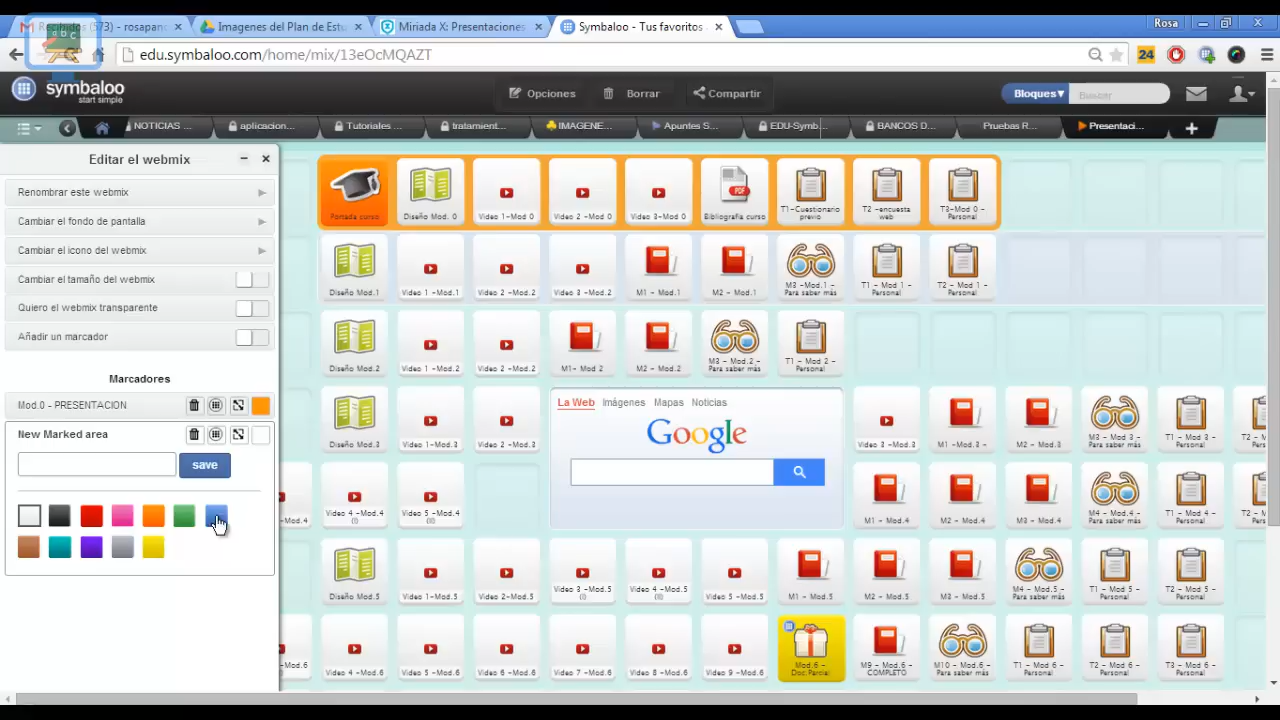 Recibidos (573) - rosapand
Imagenes del Plan de Estu
Miriada X: Presentaciones
Symbaloo - Tus favoritos
Rosa
edu.symbaloo.com/home/mix/13eOcMQAZT
24
symbaloo
start simple
Opciones
Borrar
Compartir
Bloques
Buscar
NOTICIAS ...
aplicacion...
Tutoriales ...
tratamient...
IMAGENE...
Apuntes S...
EDU-Symb...
BANCOS D...
Pruebas R...
Presentaci...
Editar el webmix
Renombrar este webmix
Cambiar el fondo de pantalla
Cambiar el icono del webmix
Cambiar el tamaño del webmix
Quiero el webmix transparente
Añadir un marcador
Marcadores
Mod.0 - PRESENTACION
New Marked area
save
Portada curso
Diseño Mod. 0
Video 1-Mod 0
Video 2 -Mod 0
Video 3-Mod 0
PDF
Bibliografia curso
T1-Cuestionario
previo
T2 -encuesta
web
T3-Mod 0 -
Personal
Diseño Mod.1
Video 1 -Mod.1
Video 2 -Mod.2
Video 3 -Mod.2
M1 - Mod.1
M2 - Mod.1
M3 -Mod.1 -
Para saber más
T1 - Mod 1 -
Personal
T2 - Mod.1 -
Personal
Diseño Mod.2
Video 1 -Mod.2
Video 2 -Mod.2
M1- Mod 2
M2 - Mod.2
M3 - Mod.2 -
Para saber más
T1 - Mod 2 -
Personal
Diseño Mod.3
Video 1-Mod.3
Video 2 -Mod.3
La Web
Imágenes
Mapas
Noticias
Google
Video 3 -Mod.3
M1 -Mod.3 -
M2 - Mod.3
M3 - Mod 3 -
Para saber más
T1 - Mod 3 -
Personal
T2 -
Perso
Mod.4
Video 4 -Mod.4
(I)
Video 5 -Mod.4
(II)
M1 - Mod.4
M2 - Mod.4
M3 - Mod.4
M4 - Mod.4 -
Para saber más
T1 - Mod 4 -
Personal
T2 - Mod 4 -
Personal
Diseño Mod.5
Video 1-Mod.5
Video 2-Mod.5
Video 3 -Mod.5
(I)
Video 4 -Mod.5
(II)
Video 5 -Mod.5
M1 - Mod.5
M2 - Mod.5
M3 - Mod.5
M4 - Mod.5 -
Para saber más
T1 - Mod 5 -
Personal
T2 - Mod 5 -
Personal
Mod.6
Video 4 -Mod.6
Video 5 -Mod.6
Video 6 -Mod.6
Video 7 -Mod.6
Video 8 -Mod.6
Video 9 -Mod.6
Mod.6 -
Doc.Parcial
M9 - Mod.6 -
COMPLETO
M10 - Mod.6 -
Para saber más
T1 - Mod 6 -
Personal
T2 - Mod 6 -
Personal
T3 - Mod.6 -
Personal